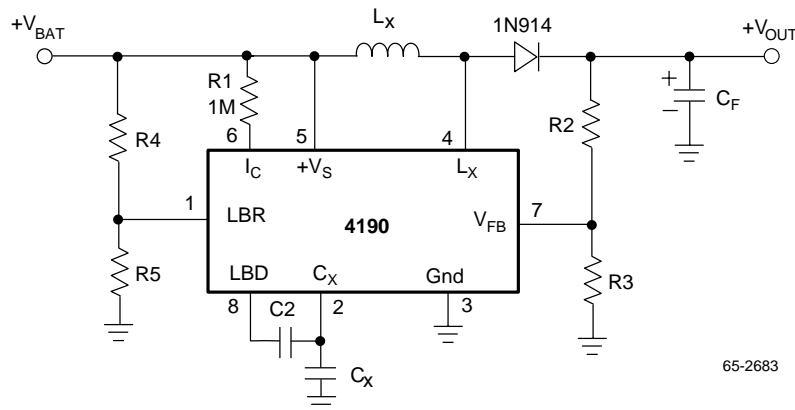 +VBAT
LX
1N914
+VOUT
R1
1M
R4
6
5
4
R2
+
–
CF
IC
+VS
LX
1
LBR
4190
VFB
7
R5
LBD
CX
Gnd
R3
8
C2
2
3
CX
65-2683